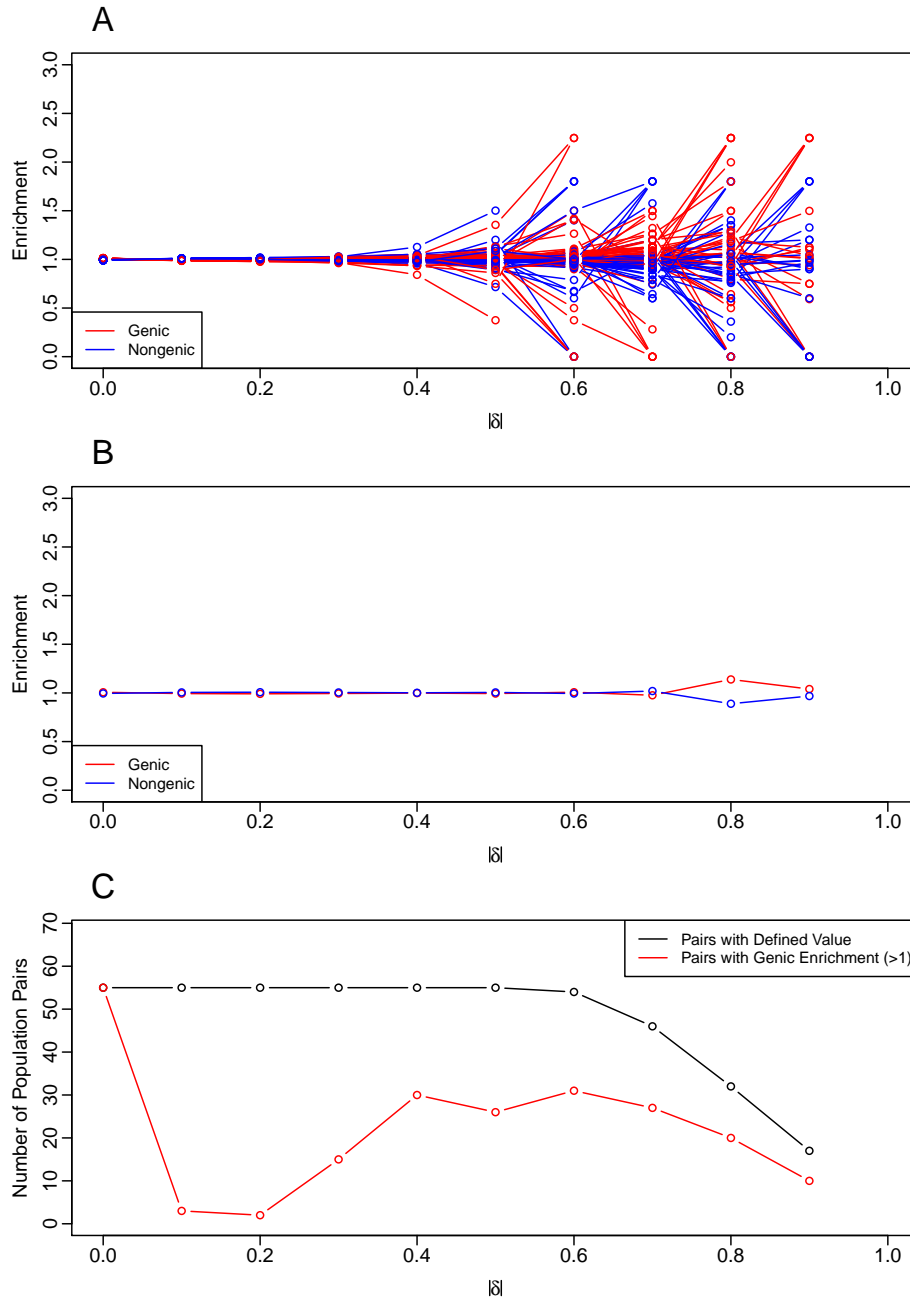 A
Enrichment
0.0 0.5 1.0 1.5 2.0 2.5 3.0
Genic
Nongenic
0.0 0.2 0.4 0.6 0.8 1.0
|δ|
B
Enrichment
0.0 0.5 1.0 1.5 2.0 2.5 3.0
Genic
Nongenic
0.0 0.2 0.4 0.6 0.8 1.0
|δ|
C
Number of Population Pairs
0 10 20 30 40 50 60 70
Pairs with Defined Value
Pairs with Genic Enrichment (>1)
0.0 0.2 0.4 0.6 0.8 1.0
|δ|